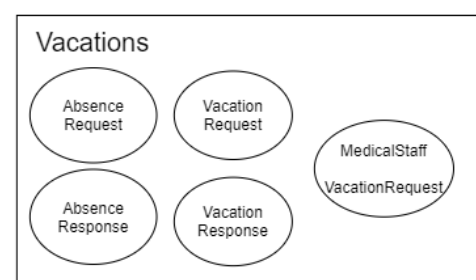 Vacations
Absence
Request
Vacation
Request
MedicalStaff
VacationRequest
Absence
Response
Vacation
Response